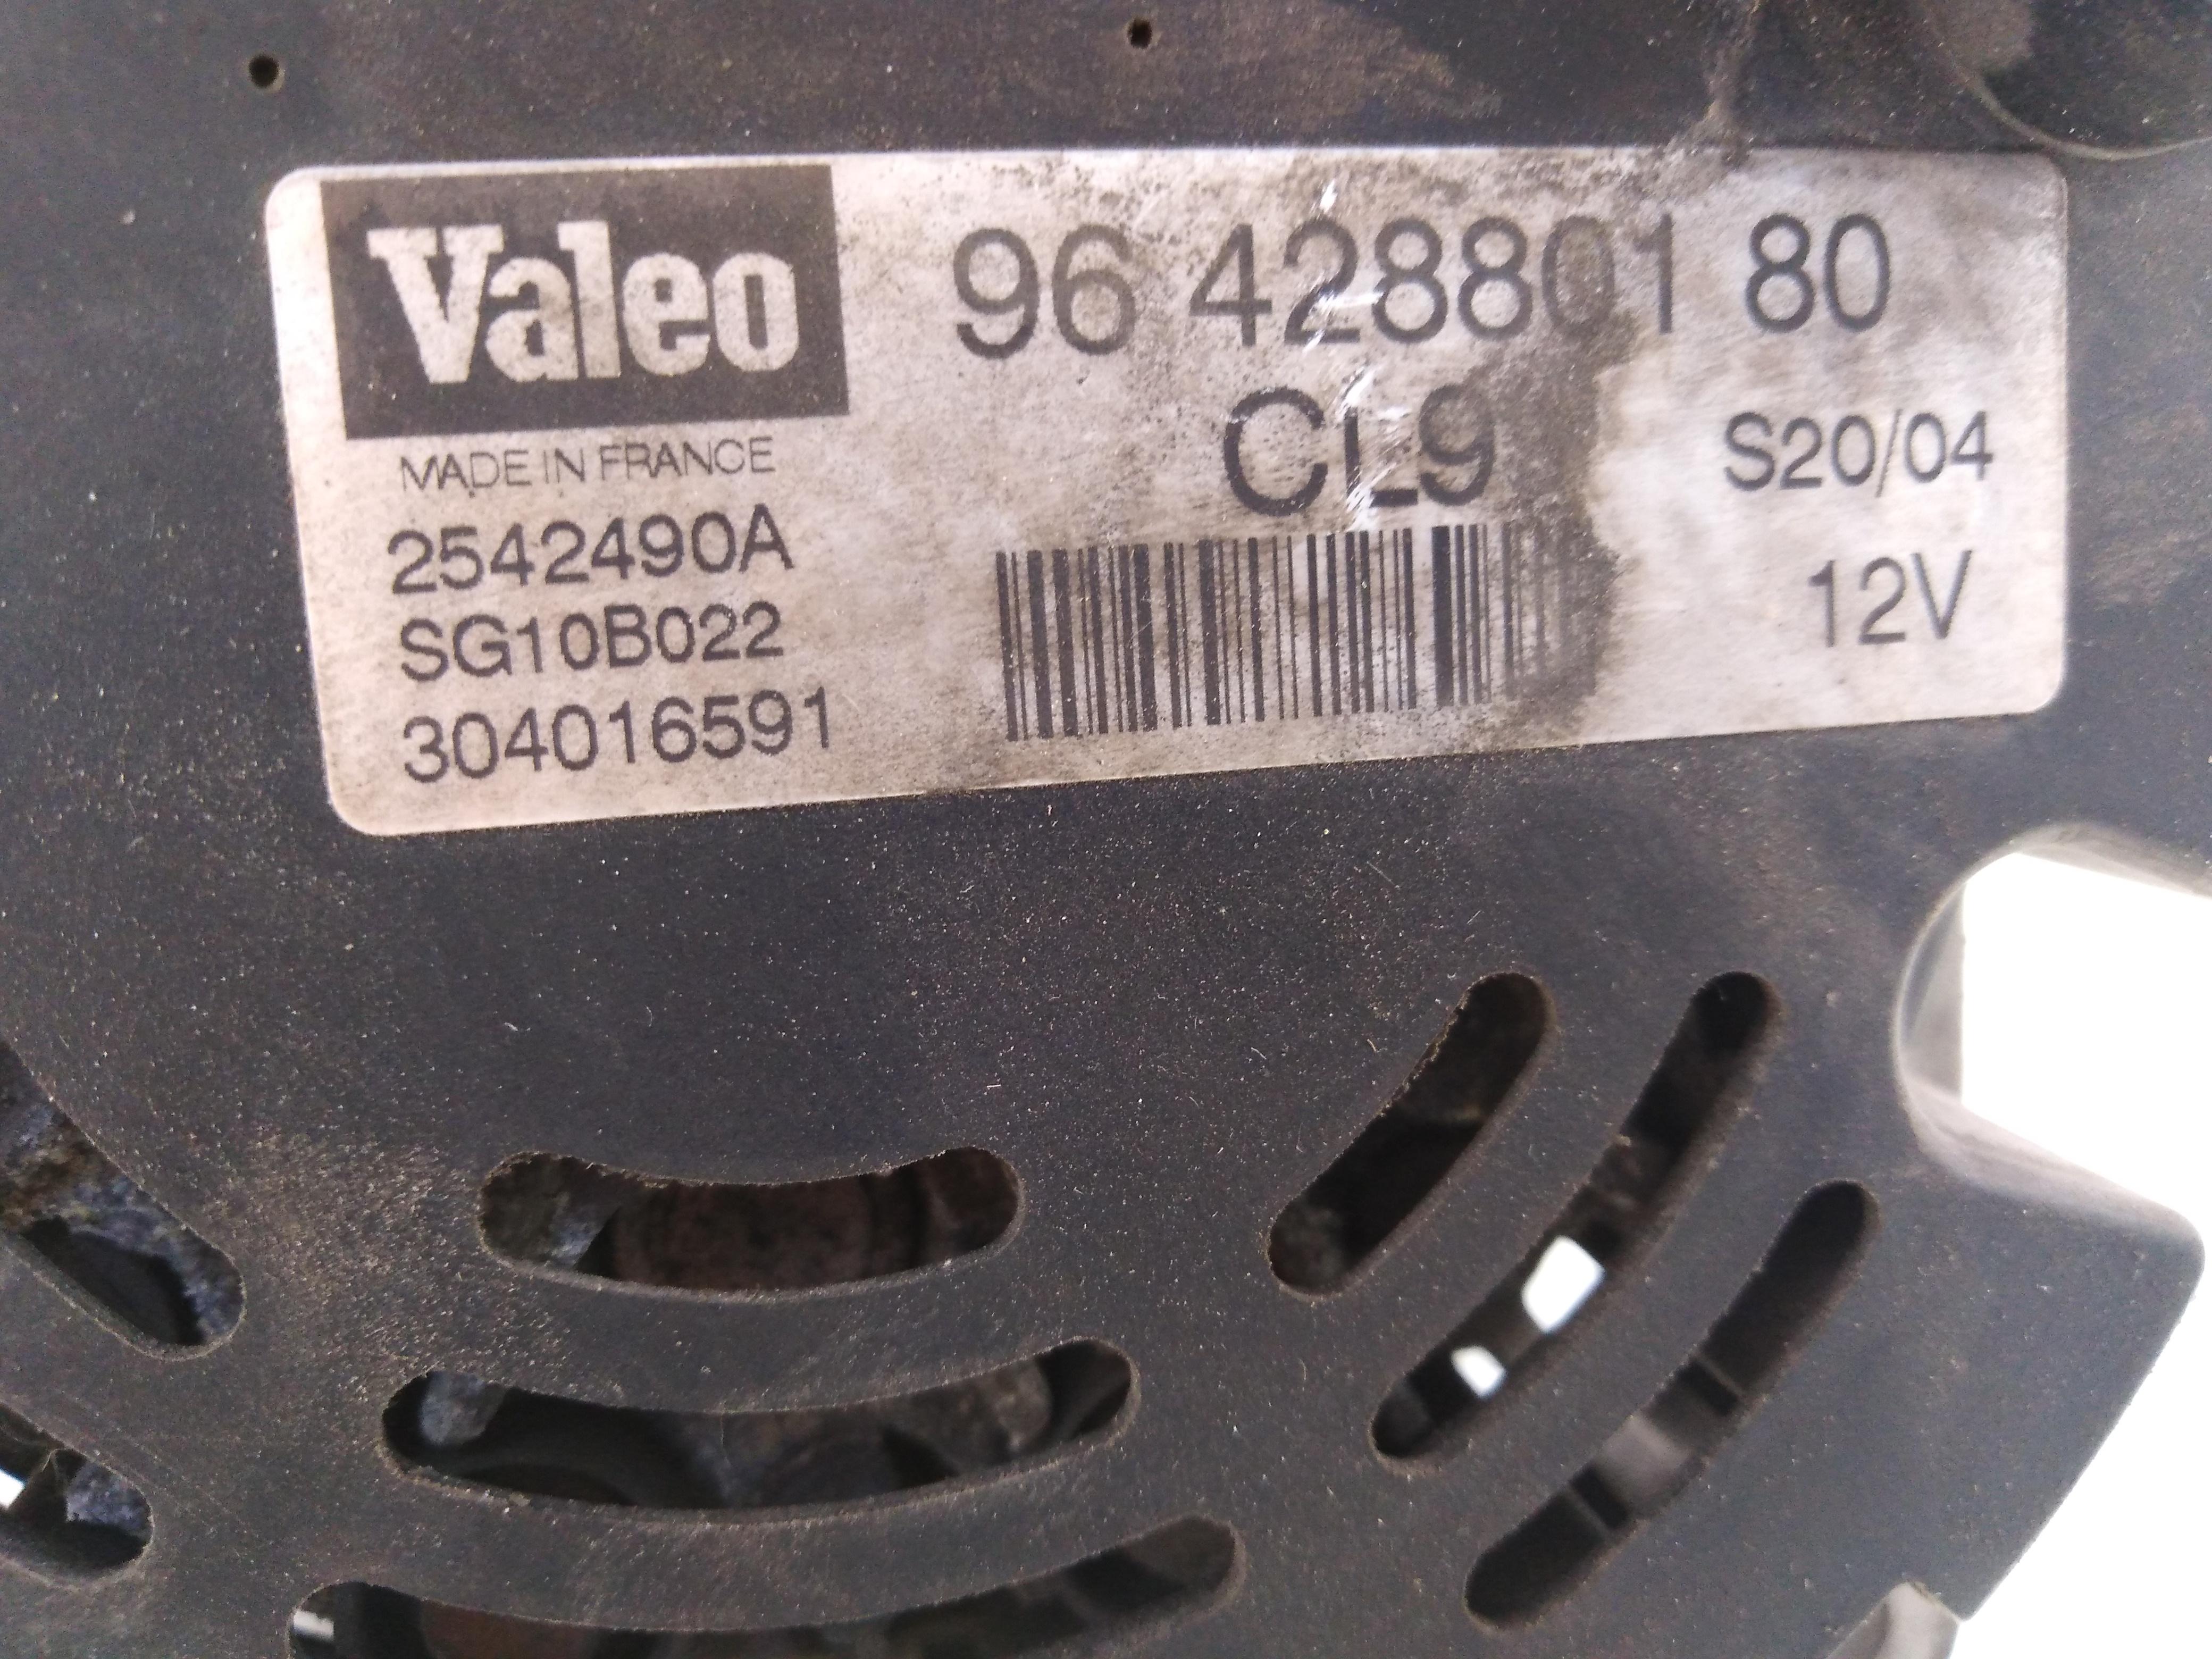 Valeo
MADE IN FRANCE
2542490A
SG10B022
304016591
96 428801 80
CL9
S20/04
12V